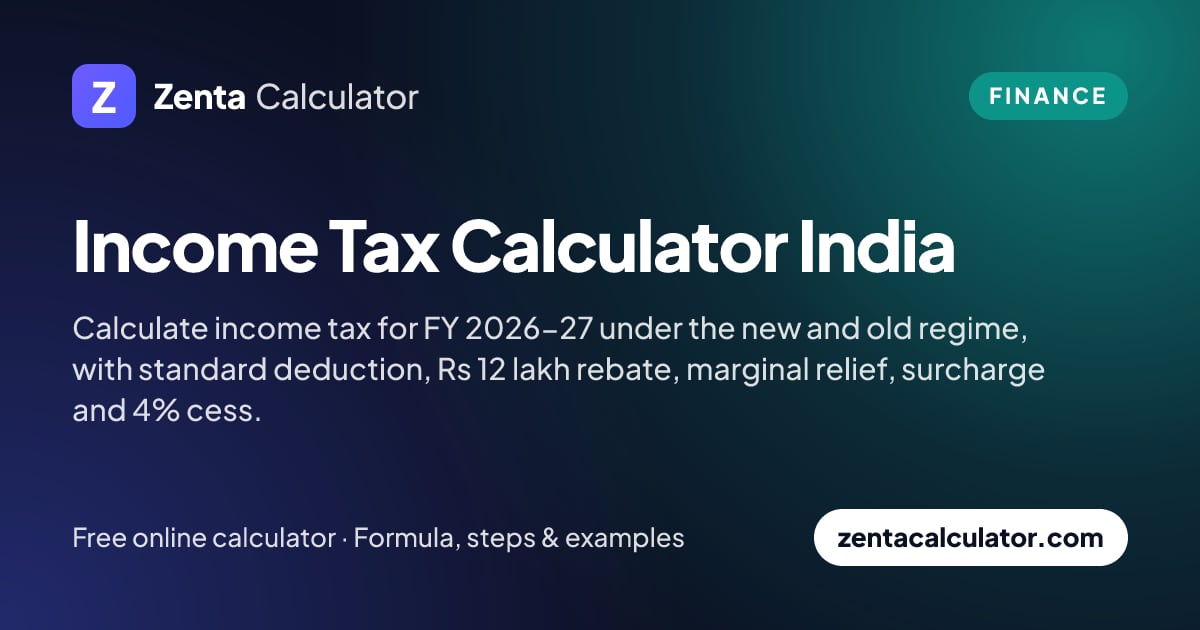 Z
Zenta Calculator
FINANCE
Income Tax Calculator India
Calculate income tax for FY 2026–27 under the new and old regime,
with standard deduction, Rs 12 lakh rebate, marginal relief, surcharge
and 4% cess.
Free online calculator · Formula, steps & examples
zentacalculator.com